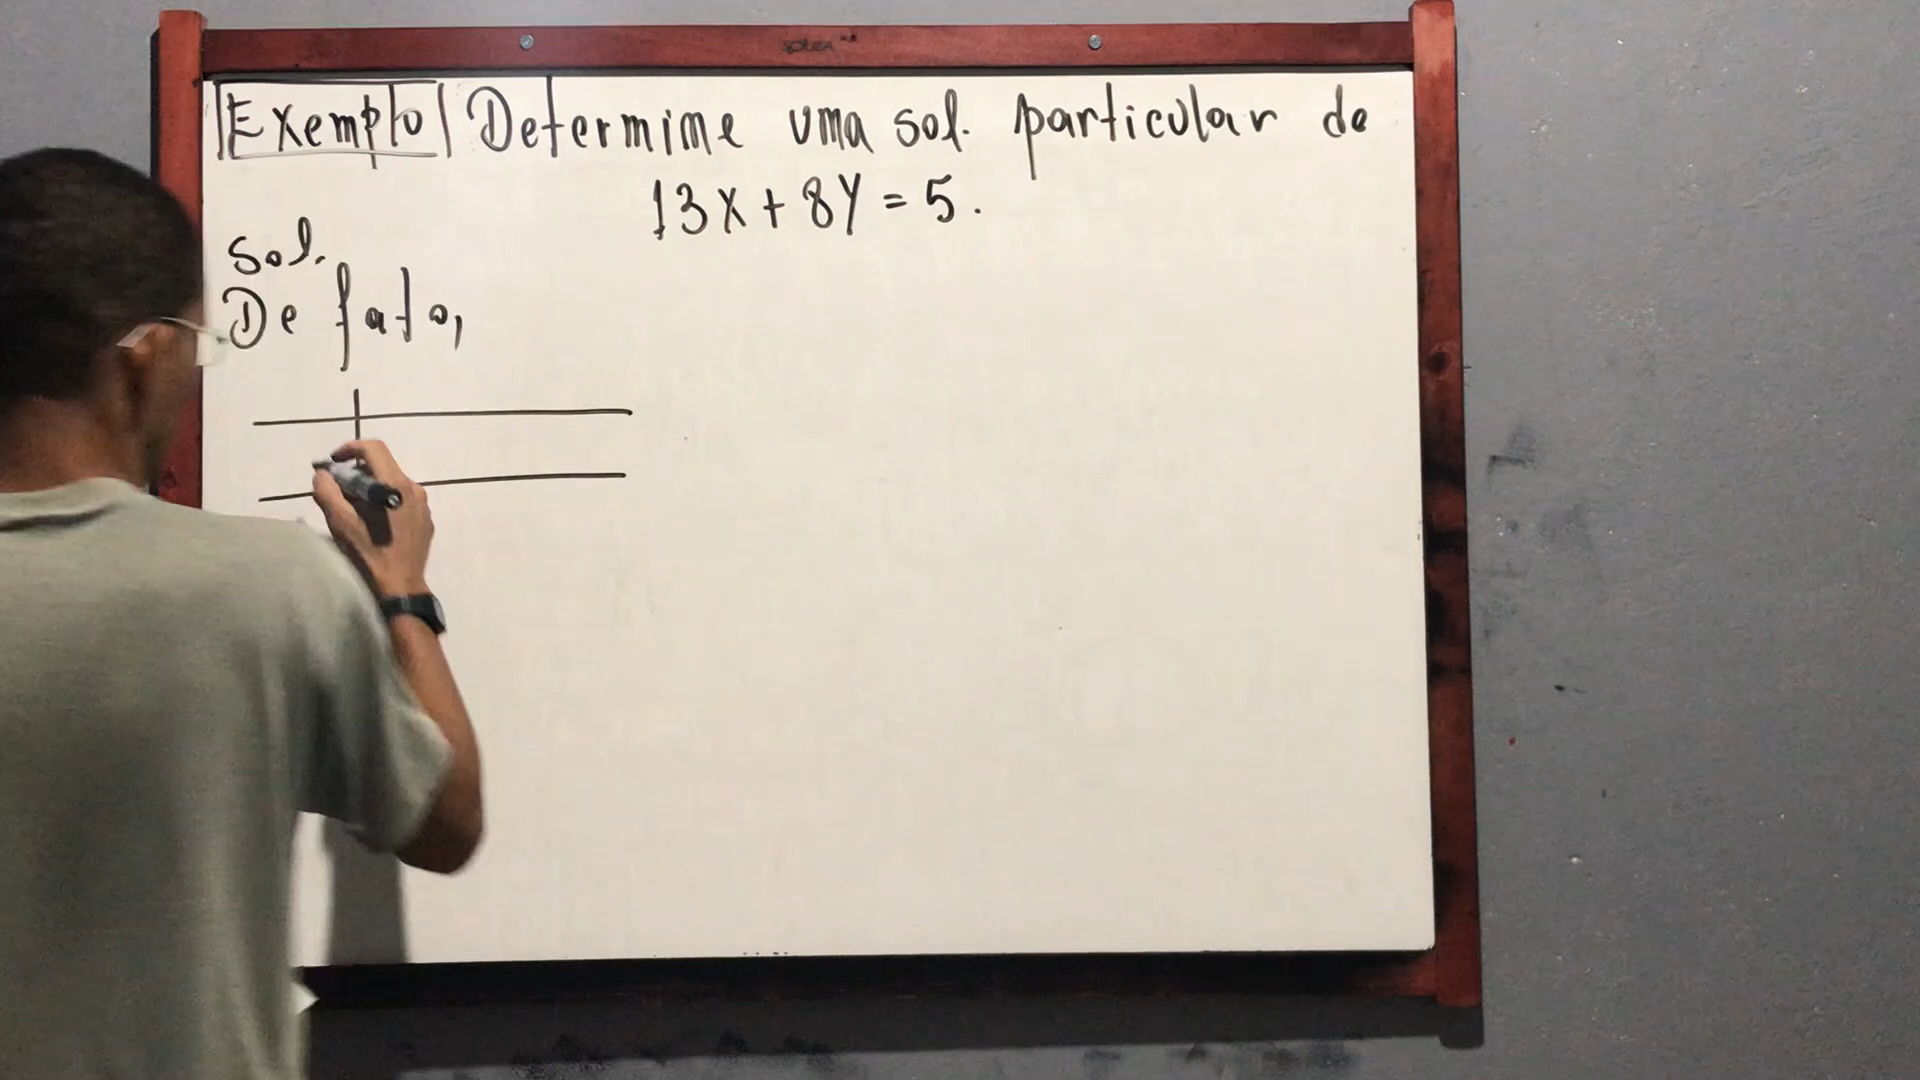 Exemplo Determine uma sol. particular de
13x + 8y = 5.
Sol.
De fato,